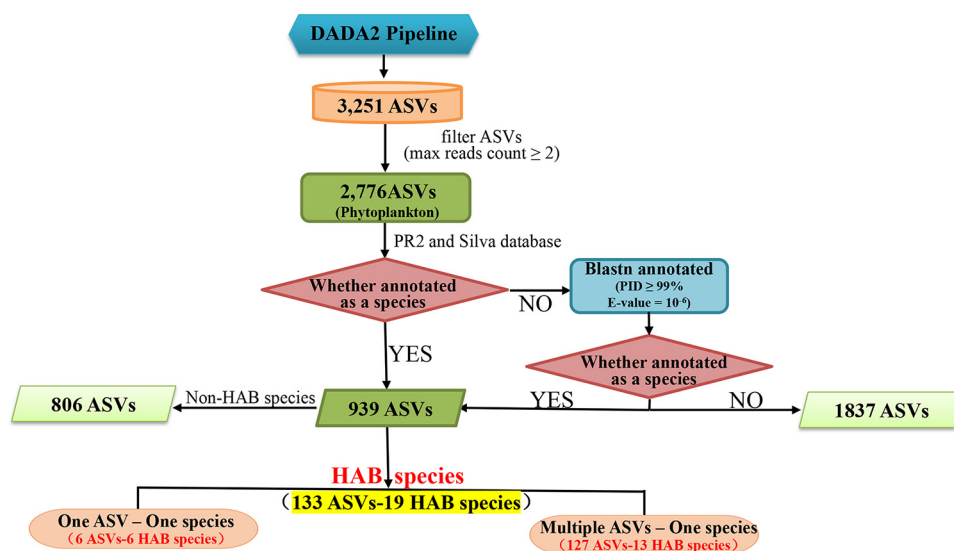 DADA2 Pipeline
3,251 ASVs
filter ASVs
(max reads count ≥ 2)
2,776ASVs
(Phytoplankton)
PR2 and Silva database
Whether annotated
as a species
NO
Blastn annotated
(PID ≥ 99%
E-value = 10⁻⁶)
YES
Whether annotated
as a species
806 ASVs
Non-HAB species
939 ASVs
YES
NO
1837 ASVs
HAB species
（133 ASVs-19 HAB species）
One ASV – One species
（6 ASVs-6 HAB species）
Multiple ASVs – One species
（127 ASVs-13 HAB species）